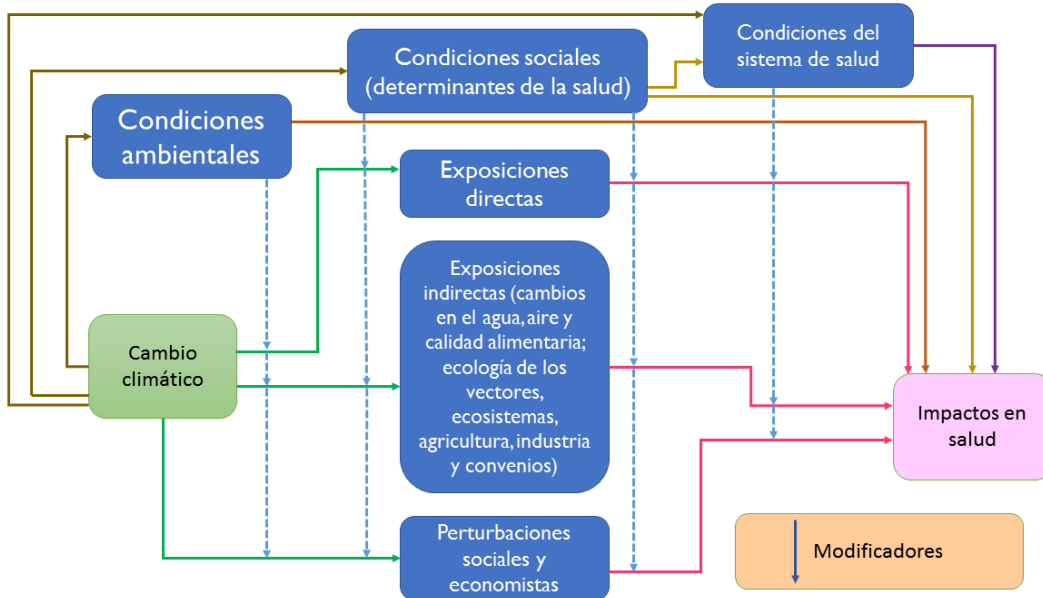 Condiciones del
sistema de salud
Condiciones sociales
(determinantes de la salud)
Condiciones
ambientales
Exposiciones
directas
Exposiciones
indirectas (cambios
en el agua, aire y
calidad alimentaria;
ecología de los
vectores,
ecosistemas,
agricultura, industria
y convenios)
Cambio
climático
Impactos en
salud
Perturbaciones
sociales y
economistas
Modificadores